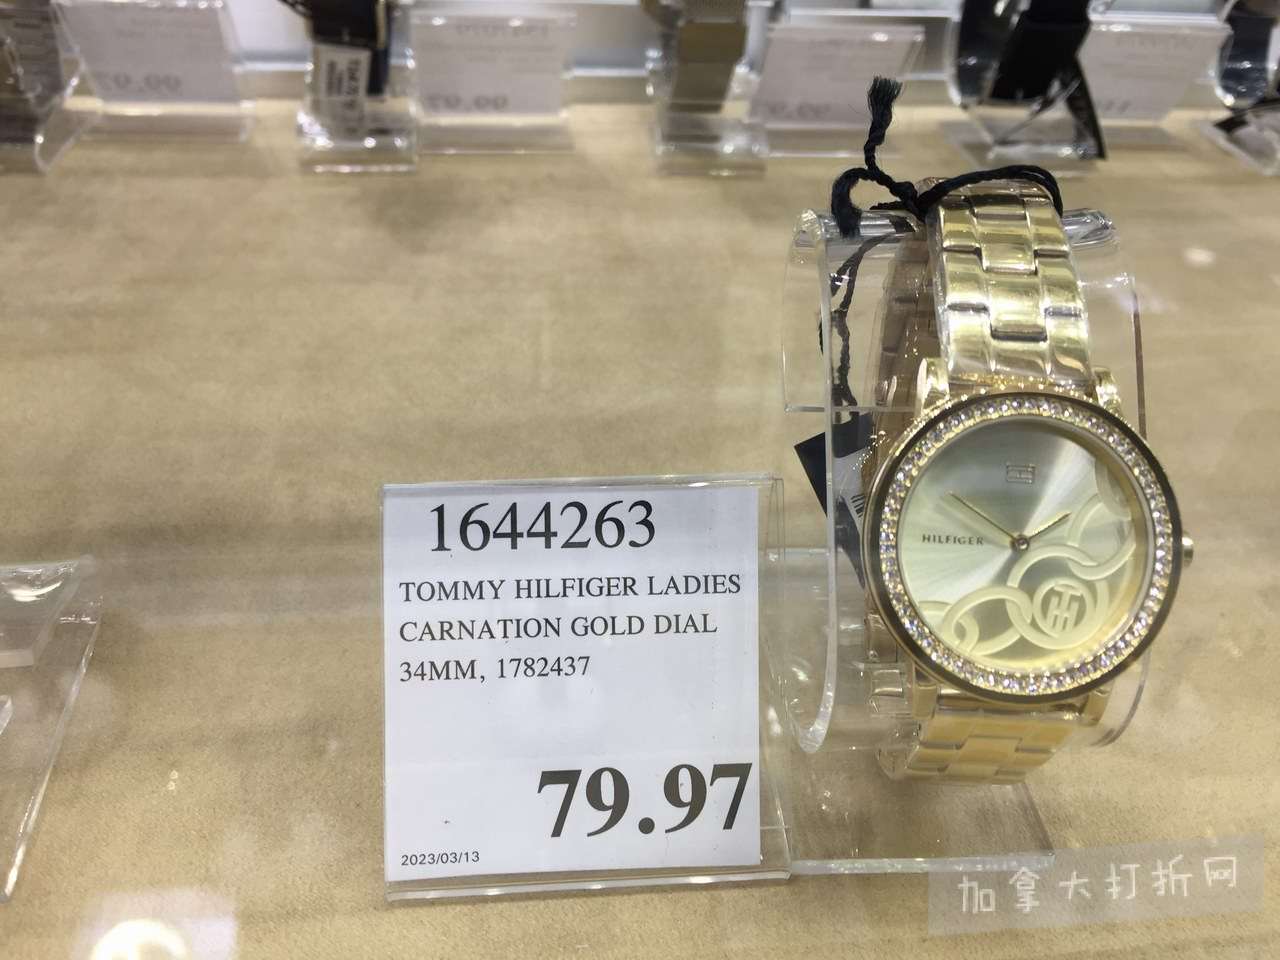 1644263
TOMMY HILFIGER LADIES
CARNATION GOLD DIAL
34MM, 1782437
79.97
2023/03/13
HILFIGER
TH
加拿大打折网